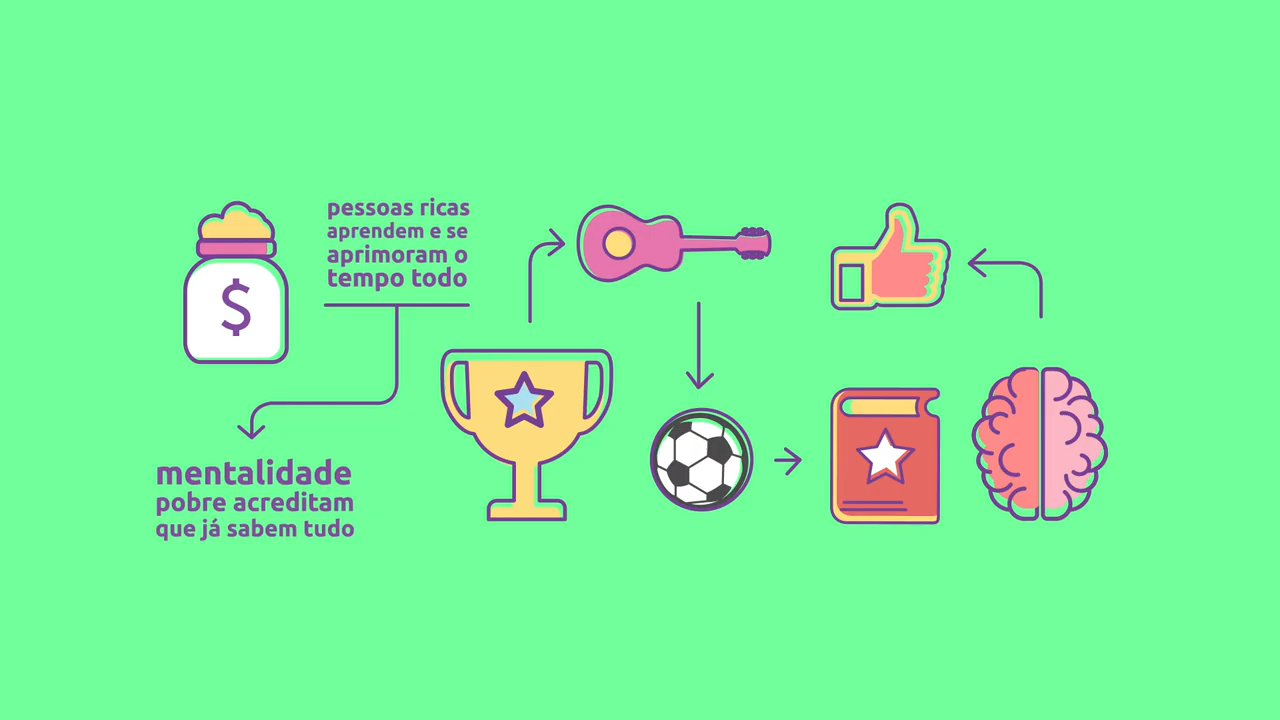 pessoas ricas
aprendem e se
aprimoram o
tempo todo
$
mentalidade
pobre acreditam
que já sabem tudo